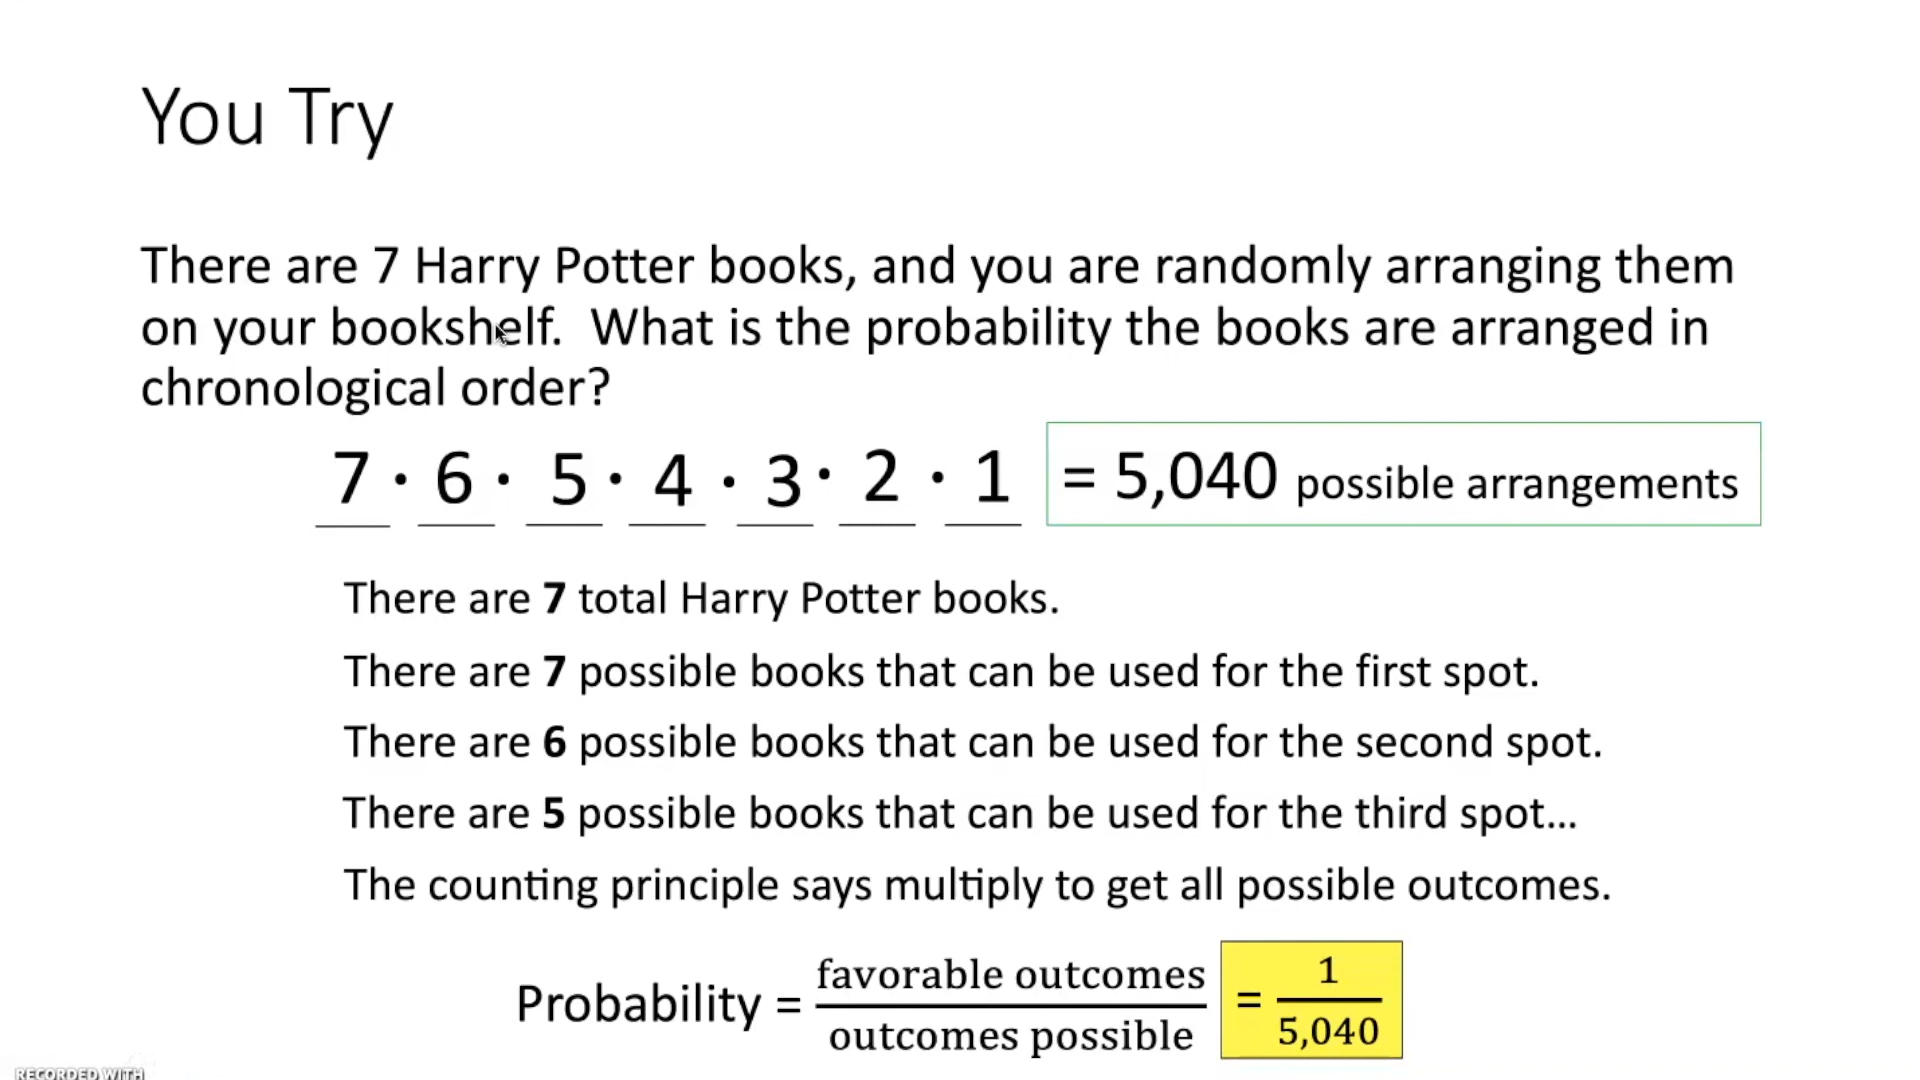 You Try
There are 7 Harry Potter books, and you are randomly arranging them
on your bookshelf.  What is the probability the books are arranged in
chronological order?
7 · 6 · 5 · 4 · 3 · 2 · 1 = 5,040 possible arrangements
There are 7 total Harry Potter books.
There are 7 possible books that can be used for the first spot.
There are 6 possible books that can be used for the second spot.
There are 5 possible books that can be used for the third spot...
The counting principle says multiply to get all possible outcomes.
Probability = favorable outcomes / outcomes possible = 1 / 5,040
RECORDED WITH